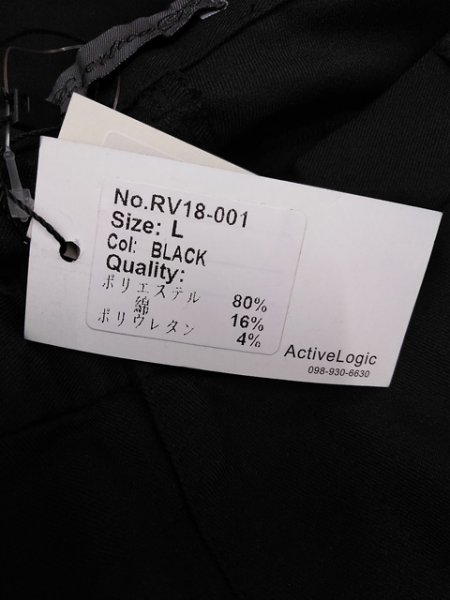 No.RV18-001
Size: L
Col: BLACK
Quality:
ポリエステル 80%
綿 16%
ポリウレタン 4%
ActiveLogic
098-930-6630